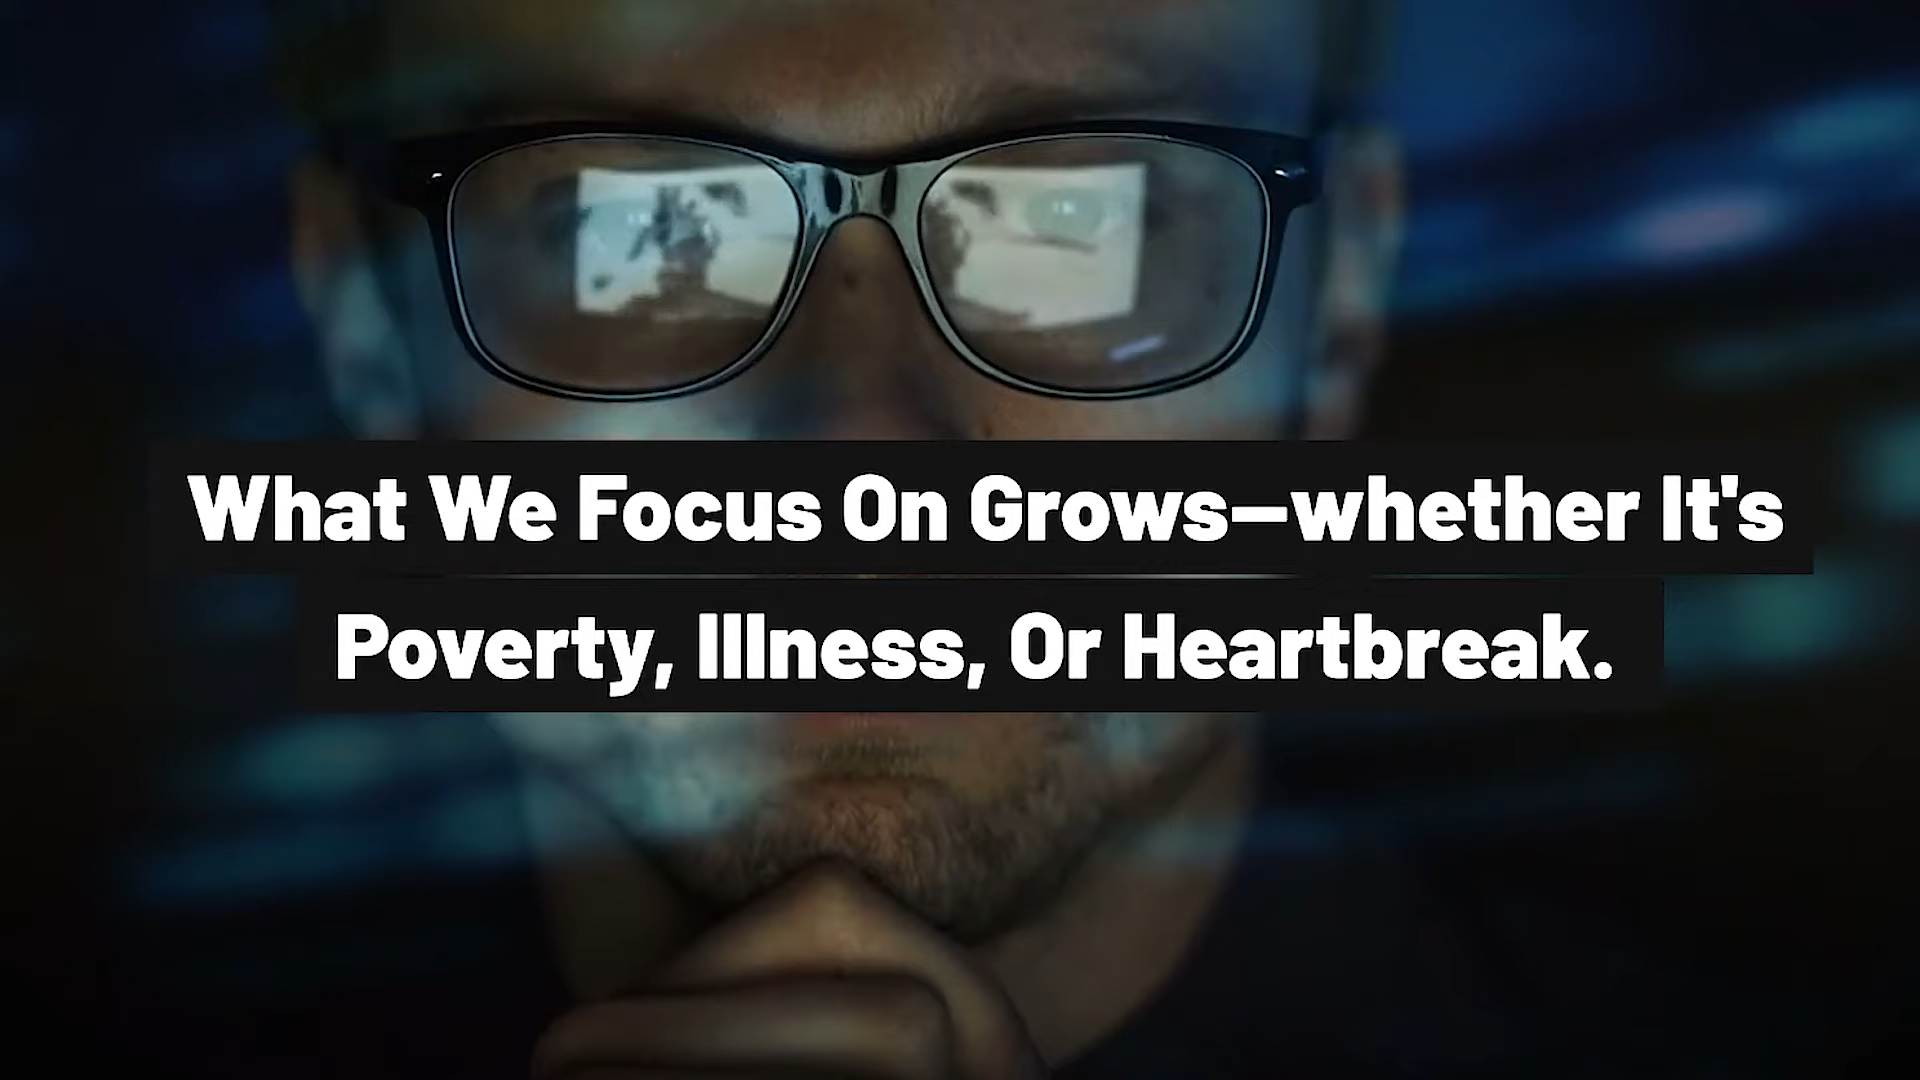 What We Focus On Grows—whether It's
Poverty, Illness, Or Heartbreak.